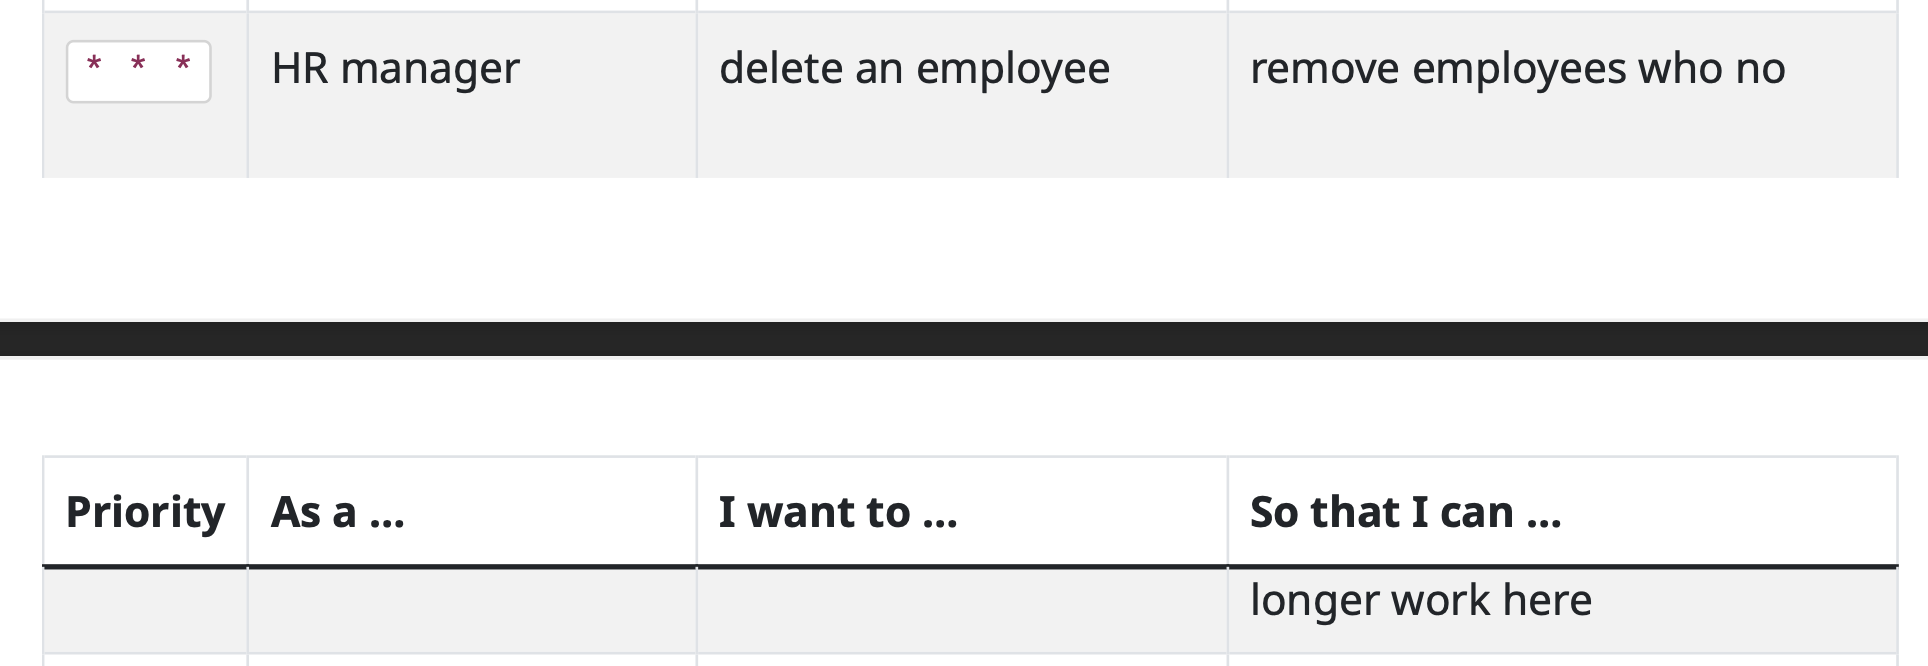 * * * HR manager delete an employee remove employees who no
Priority As a ... I want to ... So that I can ...
longer work here